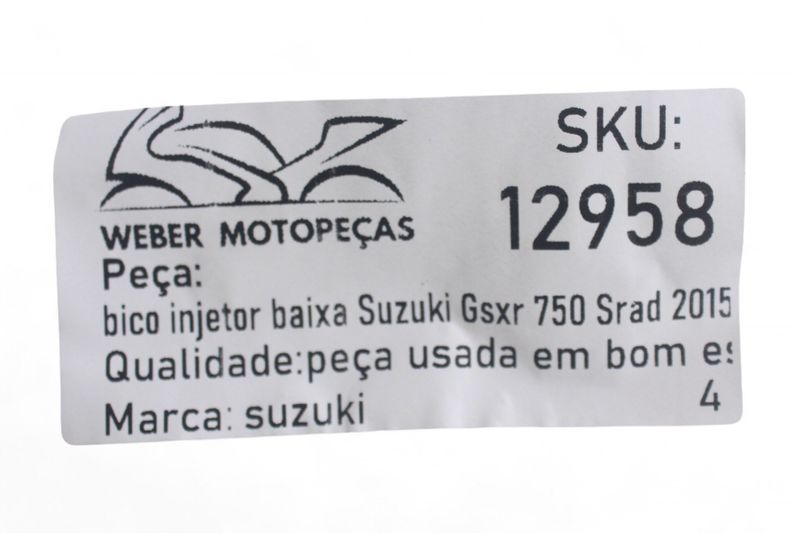 WEBER MOTOPEÇAS
SKU:
12958
Peça:
bico injetor baixa Suzuki Gsxr 750 Srad 2015
Qualidade:peça usada em bom
Marca: suzuki
4